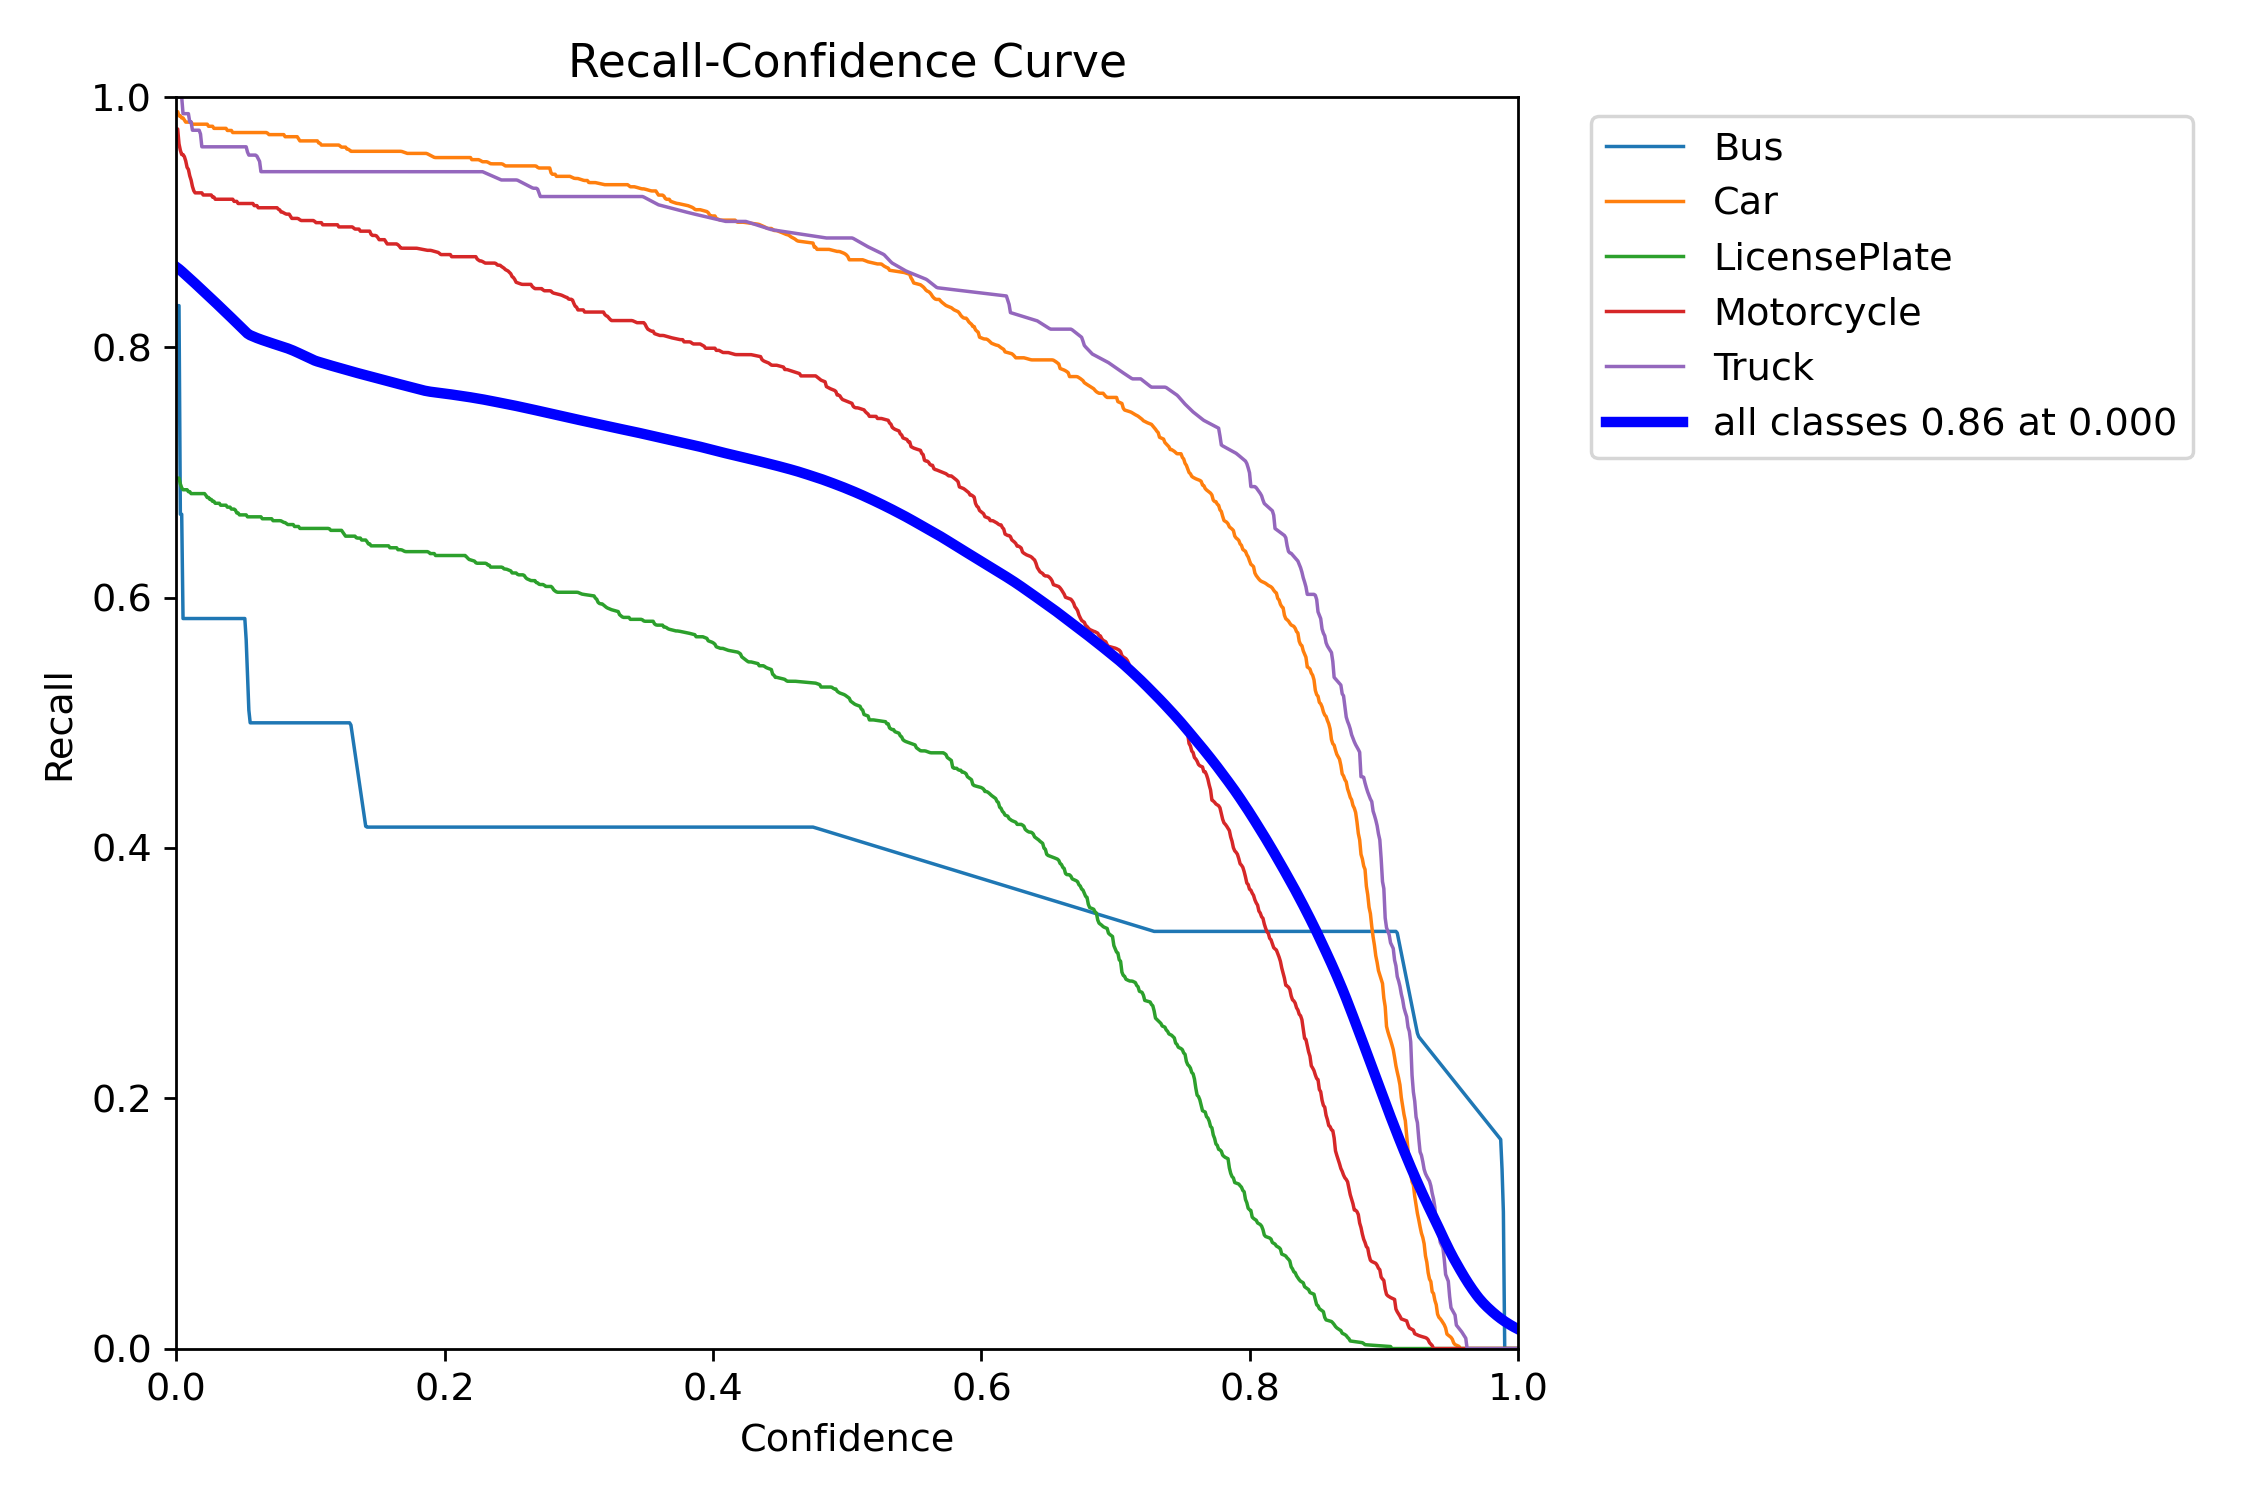 Recall-Confidence Curve
1.0
0.8
0.6
0.4
0.2
0.0
Recall
0.0 0.2 0.4 0.6 0.8 1.0
Confidence
Bus
Car
LicensePlate
Motorcycle
Truck
all classes 0.86 at 0.000